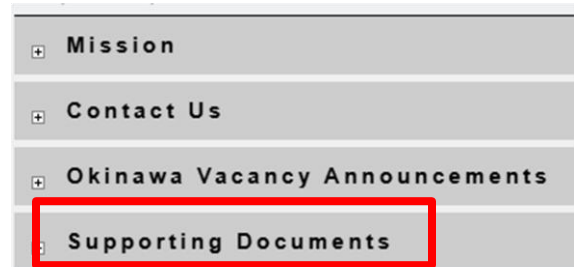 Mission
Contact Us
Okinawa Vacancy Announcements
Supporting Documents